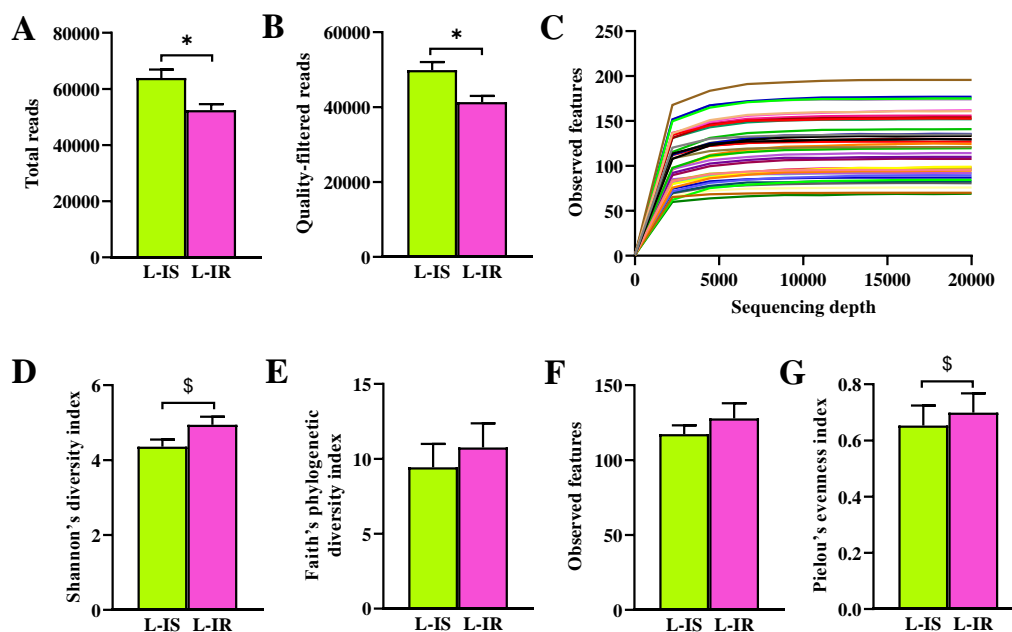 A
Total reads
80000
60000
40000
20000
0
*
L-IS L-IR
B
Quality-filtered reads
60000
40000
20000
0
*
L-IS L-IR
C
Observed features
250
200
150
100
50
0
0 5000 10000 15000 20000
Sequencing depth
D
Shannon's diversity index
6
4
2
0
$
L-IS L-IR
E
Faith's phylogenetic
diversity index
15
10
5
0
L-IS L-IR
F
Observed features
150
100
50
0
L-IS L-IR
G
Pielou's evenness index
0.8
0.6
0.4
0.2
0.0
$
L-IS L-IR